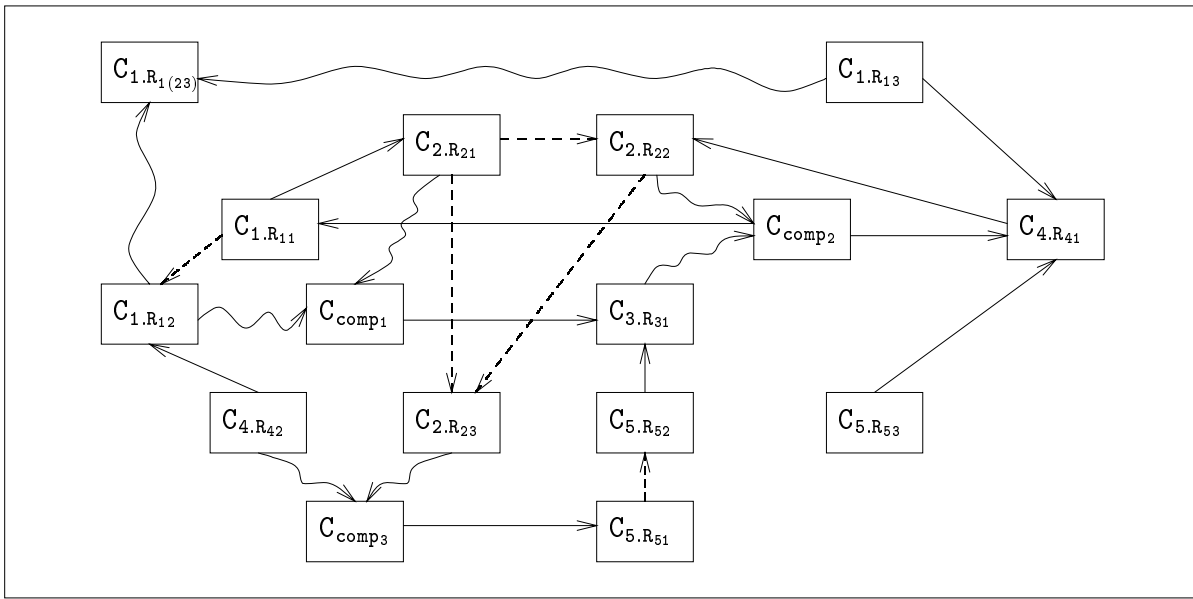 C1.R1(23)
C1.R13
C2.R21
C2.R22
C1.R11
Ccomp2
C4.R41
C1.R12
Ccomp1
C3.R31
C4.R42
C2.R23
C5.R52
C5.R53
Ccomp3
C5.R51